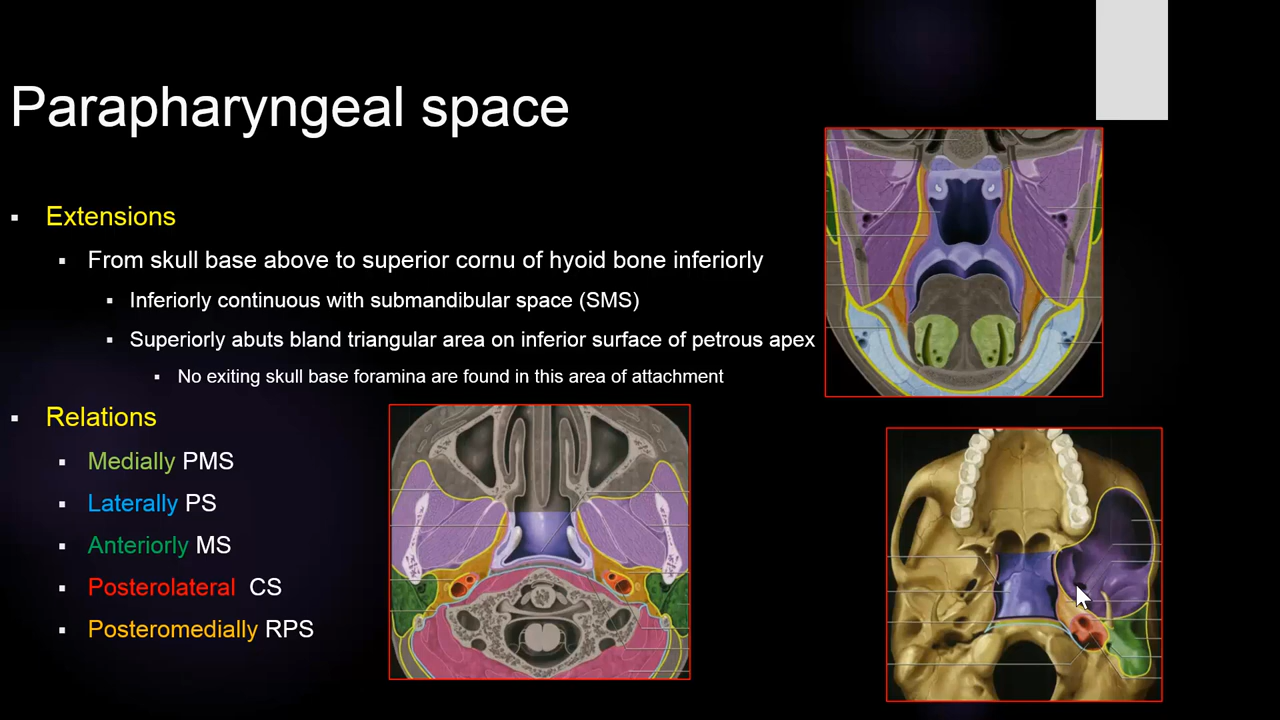 Parapharyngeal space
Extensions
From skull base above to superior cornu of hyoid bone inferiorly
Inferiorly continuous with submandibular space (SMS)
Superiorly abuts bland triangular area on inferior surface of petrous apex
No exiting skull base foramina are found in this area of attachment
Relations
Medially PMS
Laterally PS
Anteriorly MS
Posterolateral CS
Posteromedially RPS